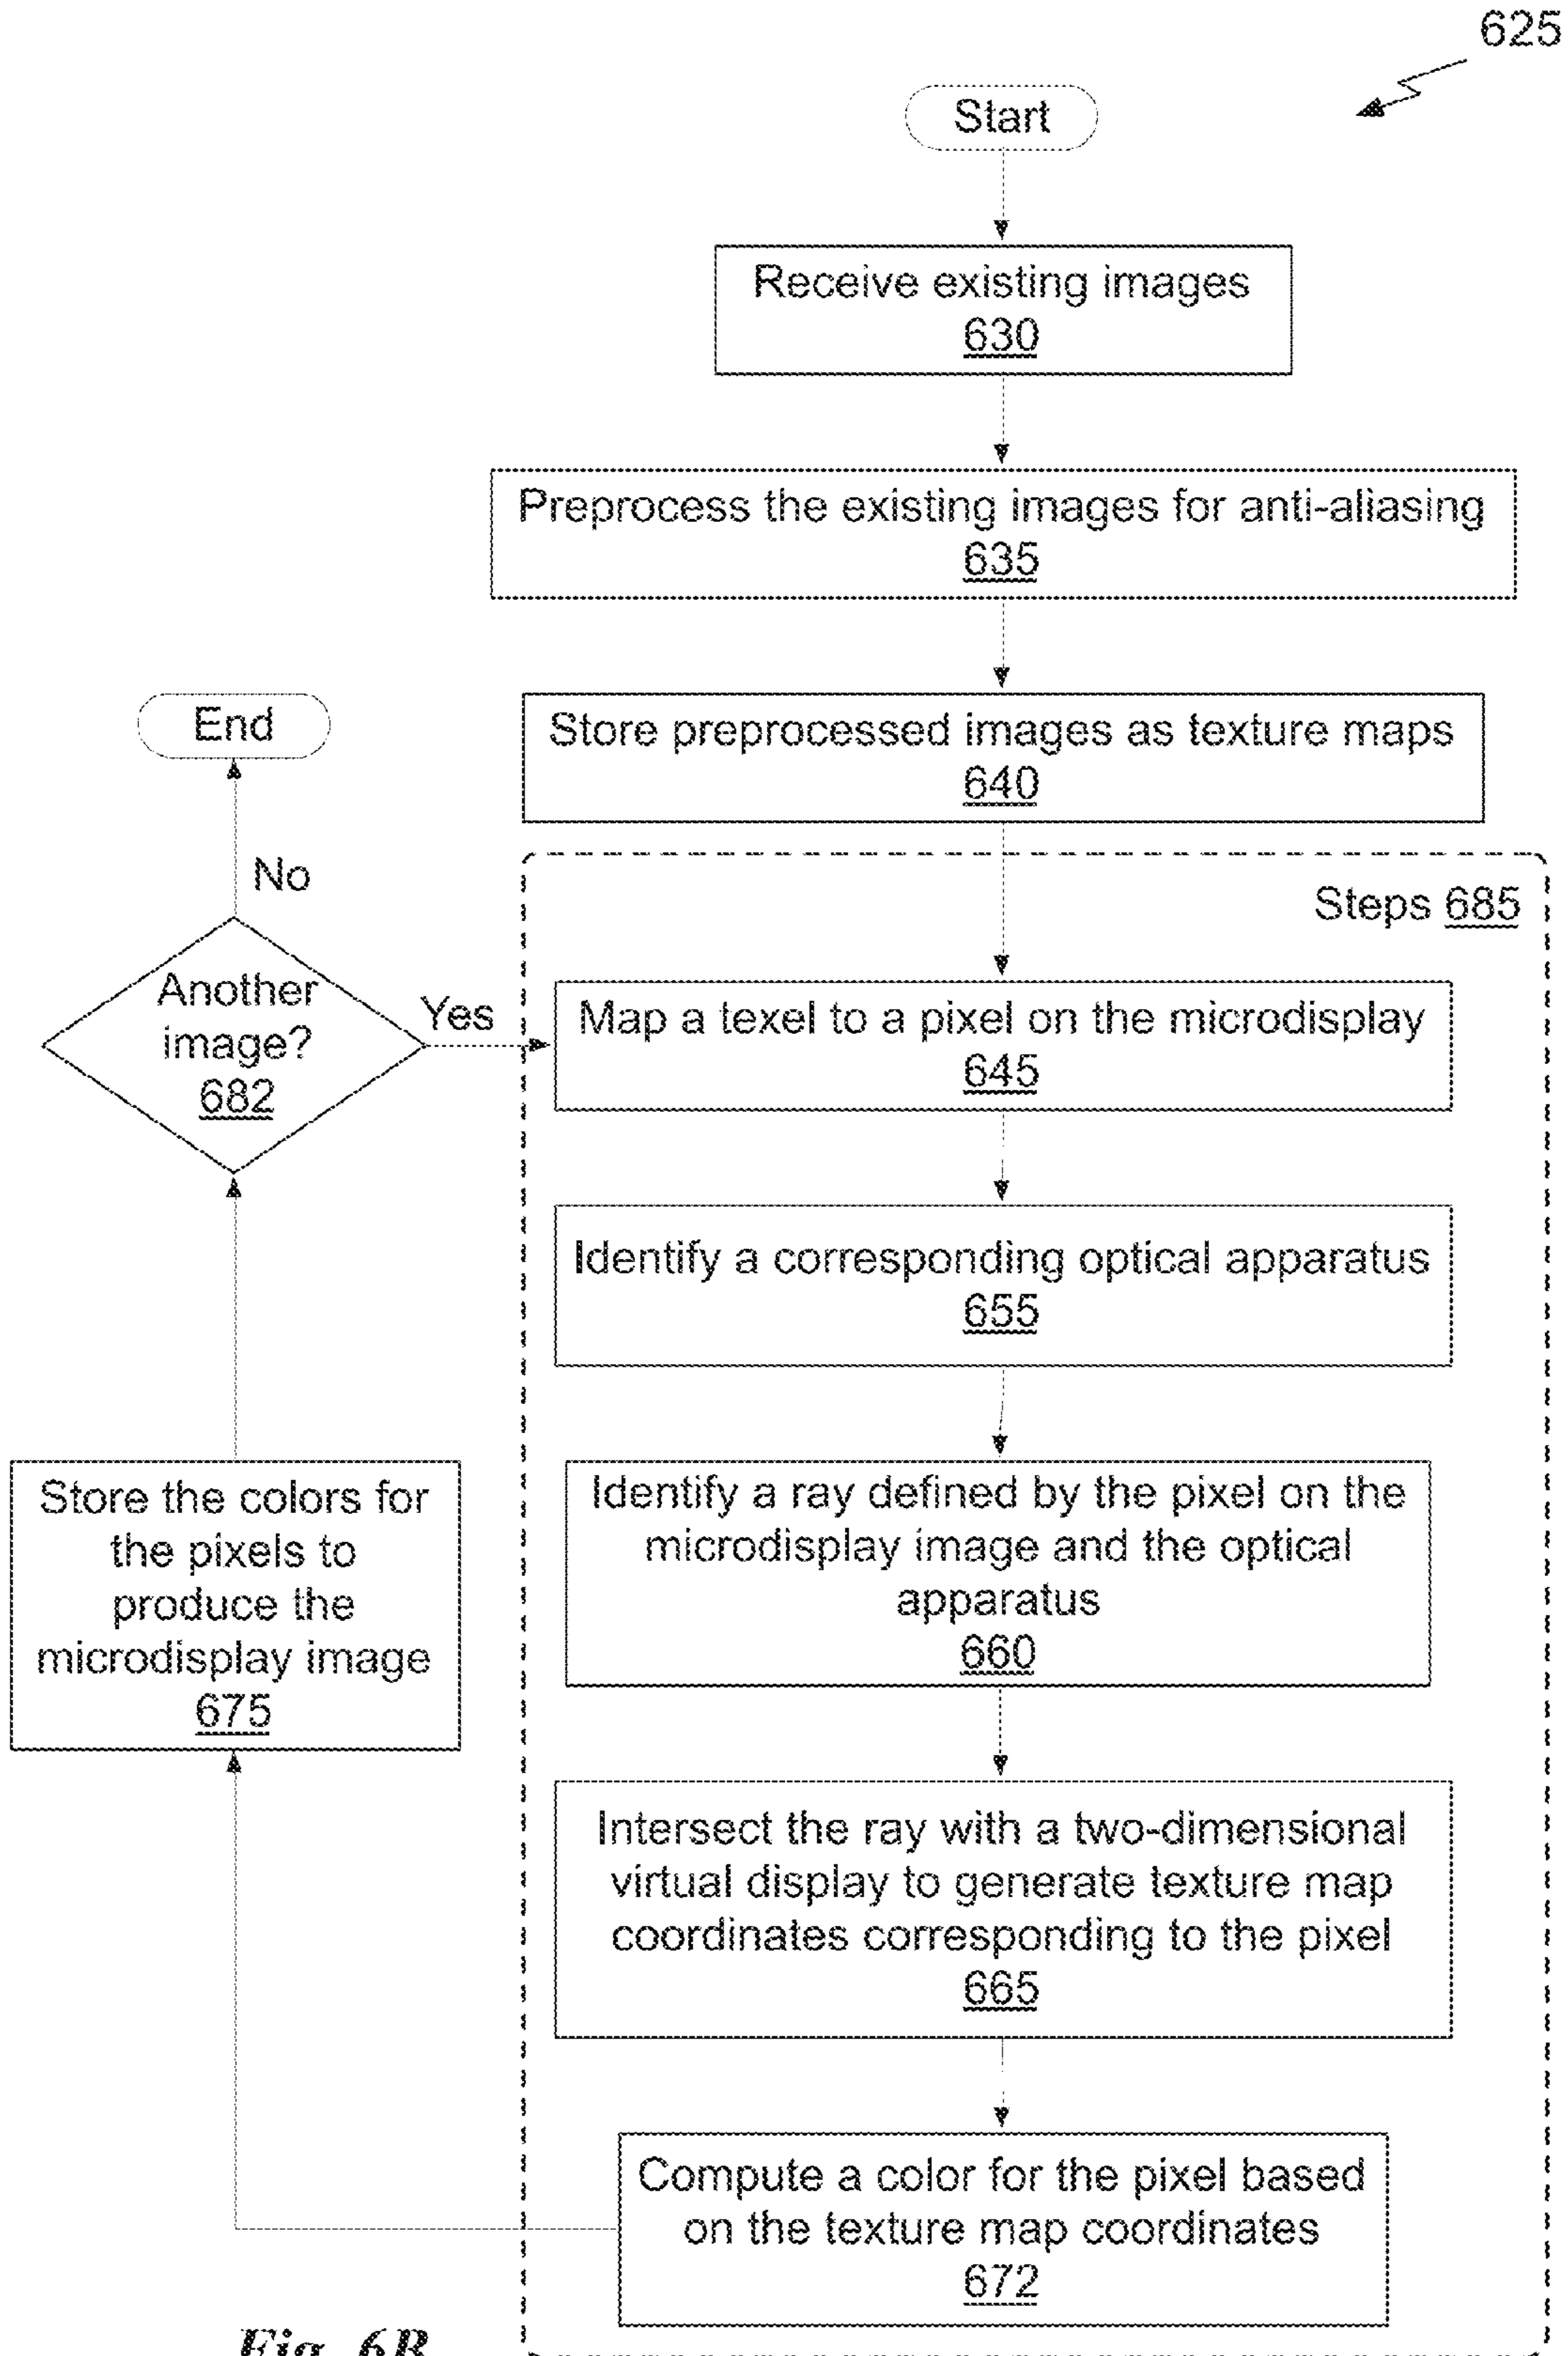 625
Start
Receive existing images
630
Preprocess the existing images for anti-aliasing
635
Store preprocessed images as texture maps
640
End
No
Steps 685
Another
image?
682
Yes
Map a texel to a pixel on the microdisplay
645
Identify a corresponding optical apparatus
655
Identify a ray defined by the pixel on the
microdisplay image and the optical
apparatus
660
Store the colors for
the pixels to
produce the
microdisplay image
675
Intersect the ray with a two-dimensional
virtual display to generate texture map
coordinates corresponding to the pixel
665
Compute a color for the pixel based
on the texture map coordinates
672
Fig. 6B